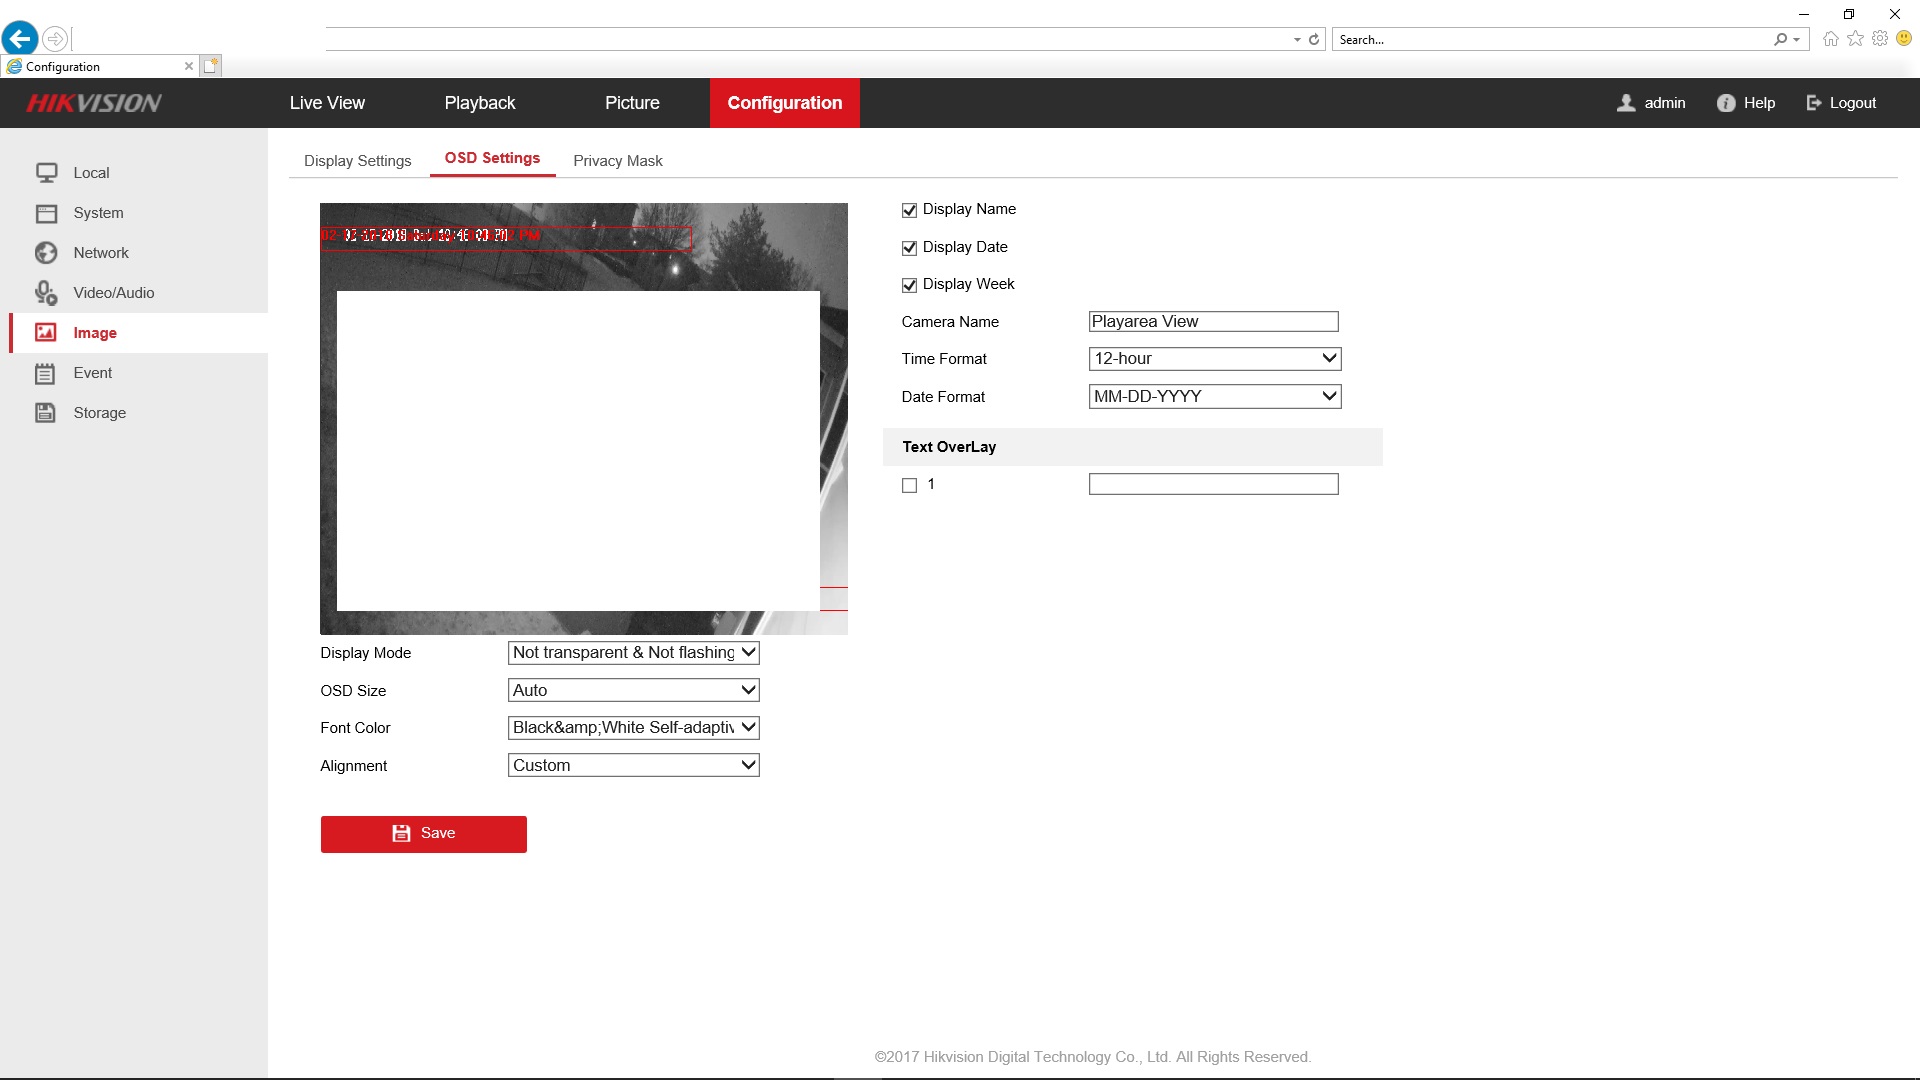 Search...
Configuration
HIKVISION
Live View
Playback
Picture
Configuration
admin
Help
Logout
Local
System
Network
Video/Audio
Image
Event
Storage
Display Settings
OSD Settings
Privacy Mask
Display Mode
Not transparent & Not flashing
OSD Size
Auto
Font Color
Black&amp;White Self-adaptiv
Alignment
Custom
Save
Display Name
Display Date
Display Week
Camera Name
Playarea View
Time Format
12-hour
Date Format
MM-DD-YYYY
Text OverLay
1
©2017 Hikvision Digital Technology Co., Ltd. All Rights Reserved.